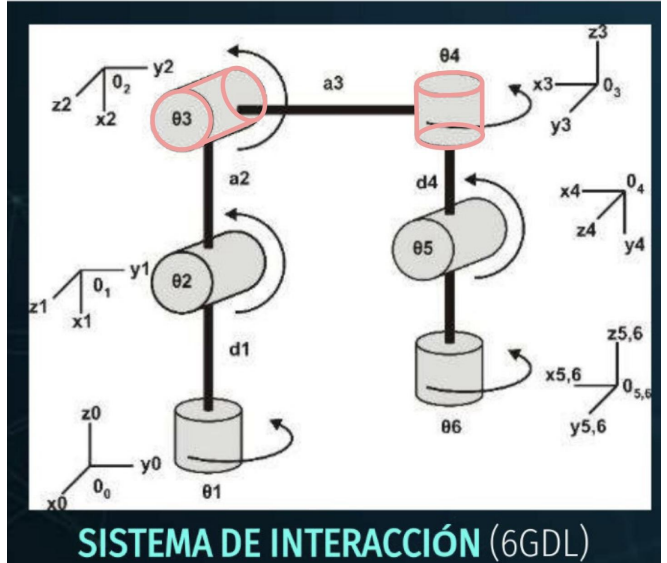 z3
θ4
y2
0₂
z2
x2
a3
x3
0₃
y3
θ3
a2
d4
x4
0₄
z4
y4
θ5
y1
0₁
z1
x1
θ2
d1
z5,6
x5,6
0₅,₆
y5,6
z0
y0
0₀
x0
θ1
θ6
SISTEMA DE INTERACCIÓN (6GDL)